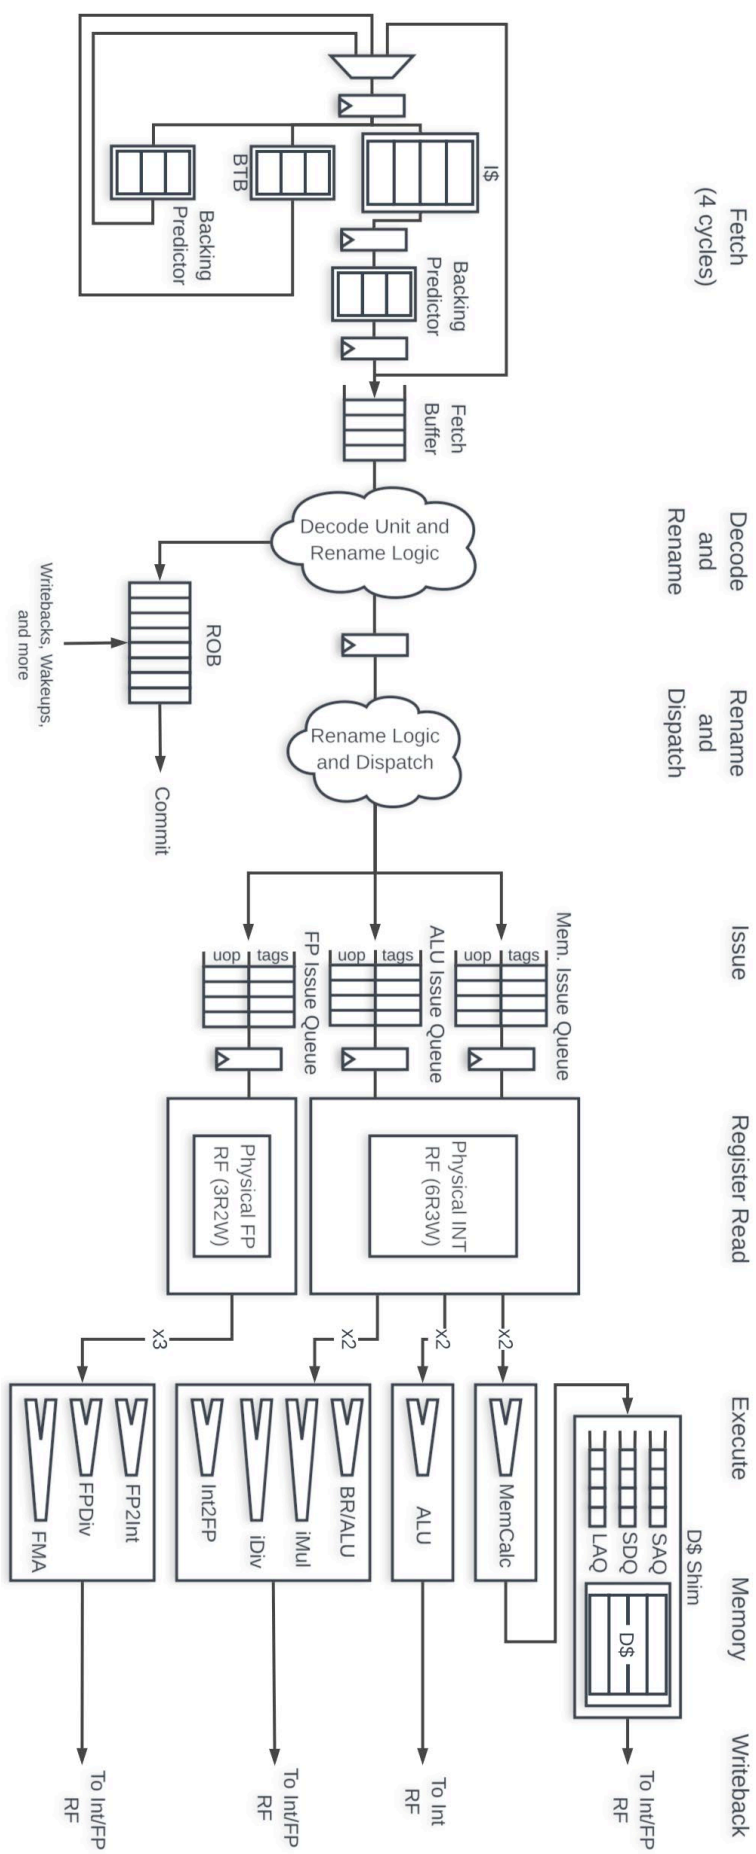 Fetch
(4 cycles)
Decode
and
Rename
Rename
and
Dispatch
Issue
Register Read
Execute
Memory
Writeback
I$
BTB
Backing
Predictor
Backing
Predictor
Fetch
Buffer
Decode Unit and
Rename Logic
ROB
Writebacks, Wakeups,
and more
Commit
Rename Logic
and Dispatch
Mem. Issue Queue
uop
tags
ALU Issue Queue
uop
tags
FP Issue Queue
uop
tags
Physical INT
RF (6R3W)
Physical FP
RF (3R2W)
x2
x2
x2
x3
D$ Shim
SAQ
SDQ
LAQ
D$
MemCalc
ALU
BR/ALU
iMul
iDiv
Int2FP
FP2Int
FPDiv
FMA
To Int/FP
RF
To Int
RF
To Int/FP
RF
To Int/FP
RF